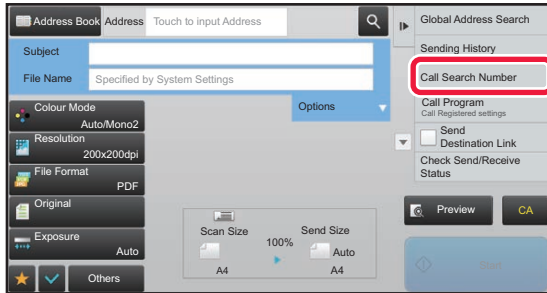 Address Book Address Touch to input Address
Subject
File Name Specified by System Settings
Options
Colour Mode
Auto/Mono2
Resolution
200x200dpi
File Format
PDF
Original
Exposure
Auto
Others
Scan Size
100%
Send Size
Auto
A4
A4
Global Address Search
Sending History
Call Search Number
Call Program
Call Registered settings
Send
Destination Link
Check Send/Receive
Status
Preview
CA
Start